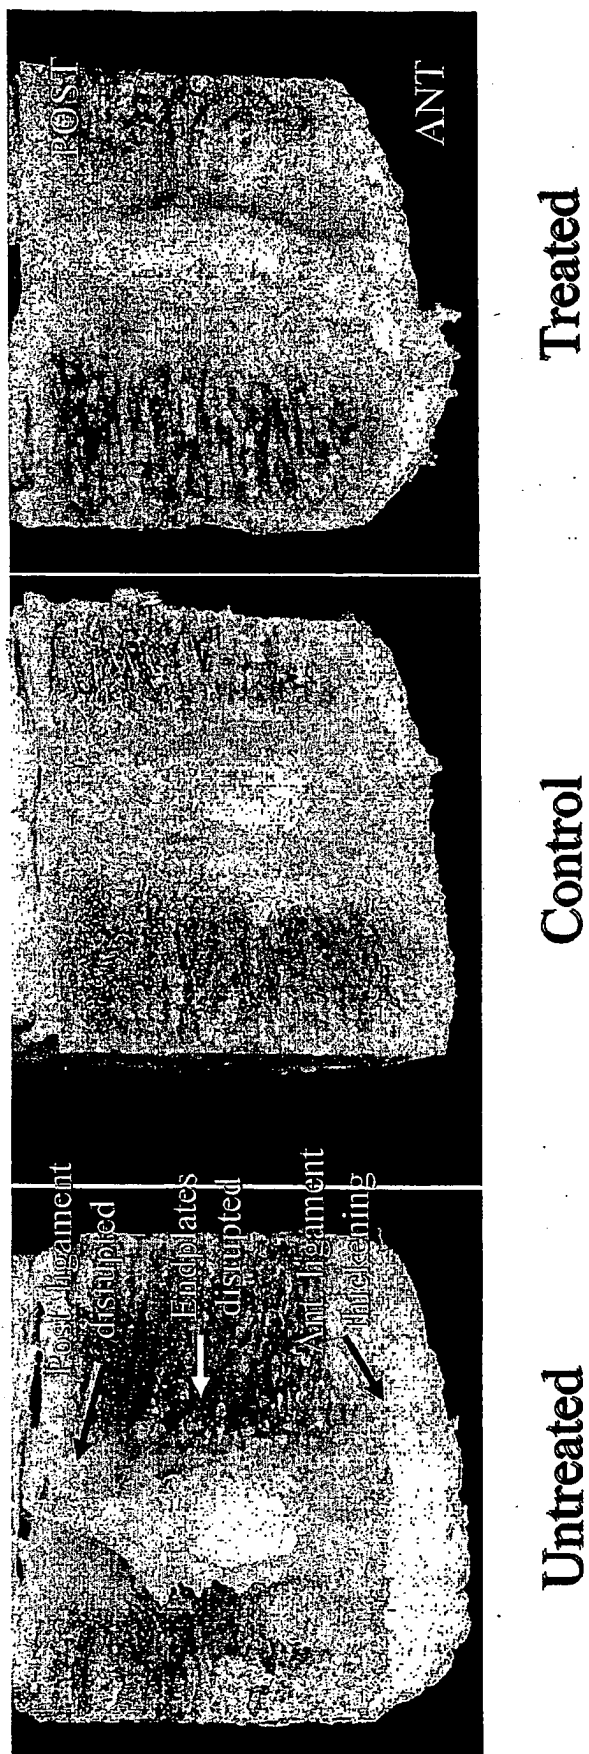 Untreated
Control
Treated
Post ligament
disrupted
Endplates
disrupted
Ant ligament
thickening
POST
ANT